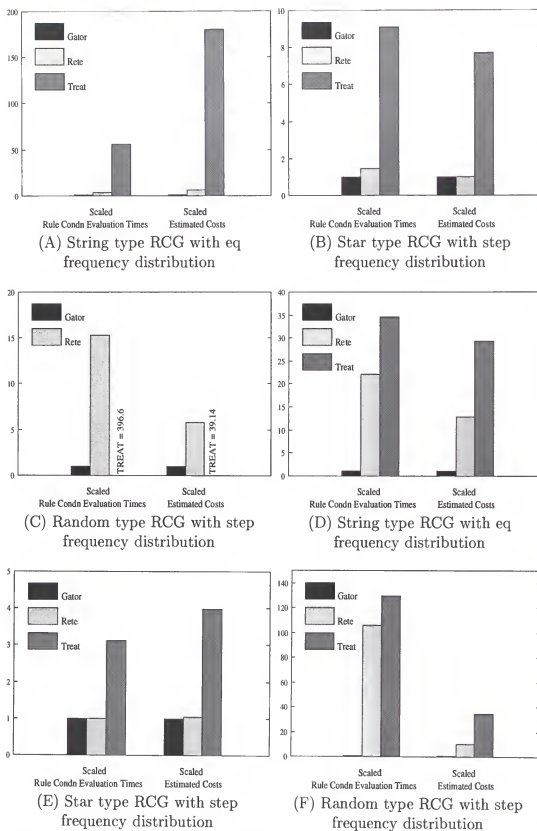 200
150
100
50
0
Gator
Rete
Treat
Scaled
Rule Condn Evaluation Times
Scaled
Estimated Costs
(A) String type RCG with eq
frequency distribution
10
8
6
4
2
0
Gator
Rete
Treat
Scaled
Rule Condn Evaluation Times
Scaled
Estimated Costs
(B) Star type RCG with step
frequency distribution
20
15
10
5
0
Gator
Rete
TREAT = 396.6
TREAT = 39.14
Scaled
Rule Condn Evaluation Times
Scaled
Estimated Costs
(C) Random type RCG with step
frequency distribution
40
35
30
25
20
15
10
5
0
Gator
Rete
Treat
Scaled
Rule Condn Evaluation Times
Scaled
Estimated Costs
(D) String type RCG with eq
frequency distribution
5
4
3
2
1
0
Gator
Rete
Treat
Scaled
Rule Condn Evaluation Times
Scaled
Estimated Costs
(E) Star type RCG with step
frequency distribution
140
120
100
80
60
40
20
0
Gator
Rete
Treat
Scaled
Rule Condn Evaluation Times
Scaled
Estimated Costs
(F) Random type RCG with step
frequency distribution